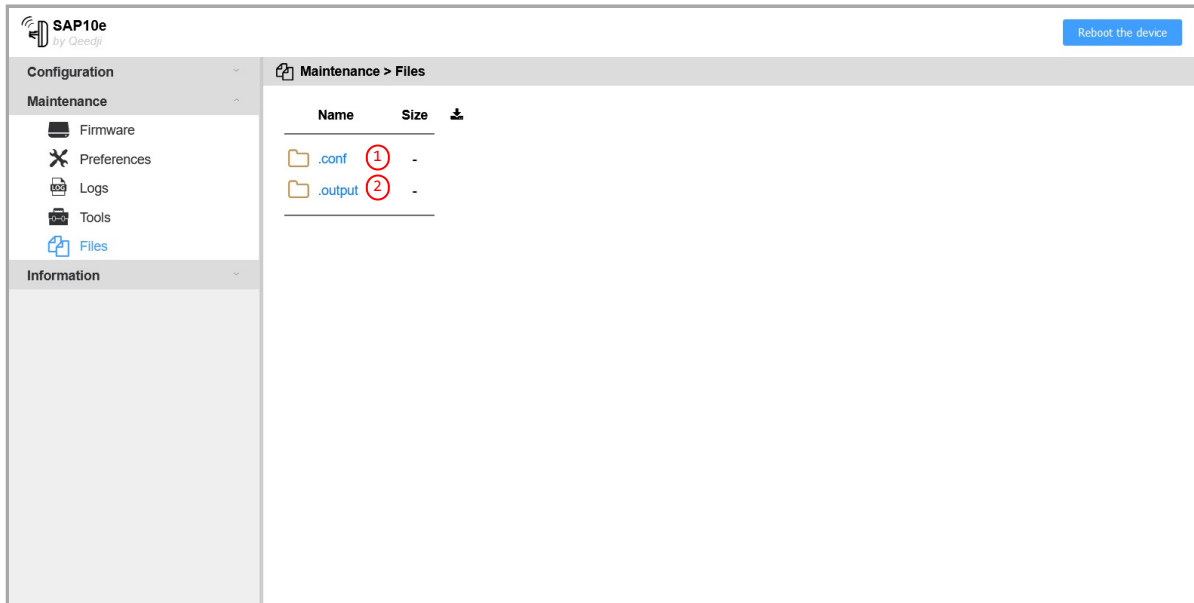 SAP10e
by Qeedji
Reboot the device
Configuration
Maintenance
Firmware
Preferences
LOG
Logs
Tools
Files
Information
Maintenance > Files
Name Size
.conf 1 -
.output 2 -